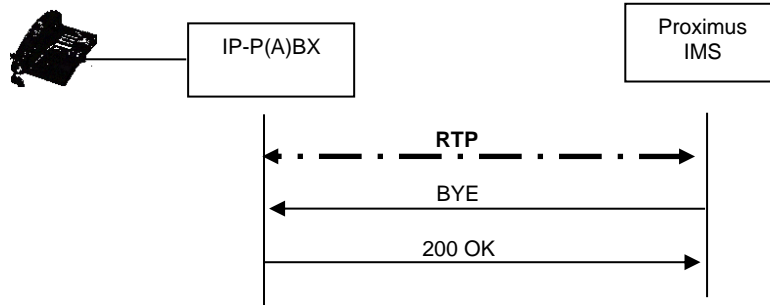 IP-P(A)BX
Proximus
IMS
RTP
BYE
200 OK